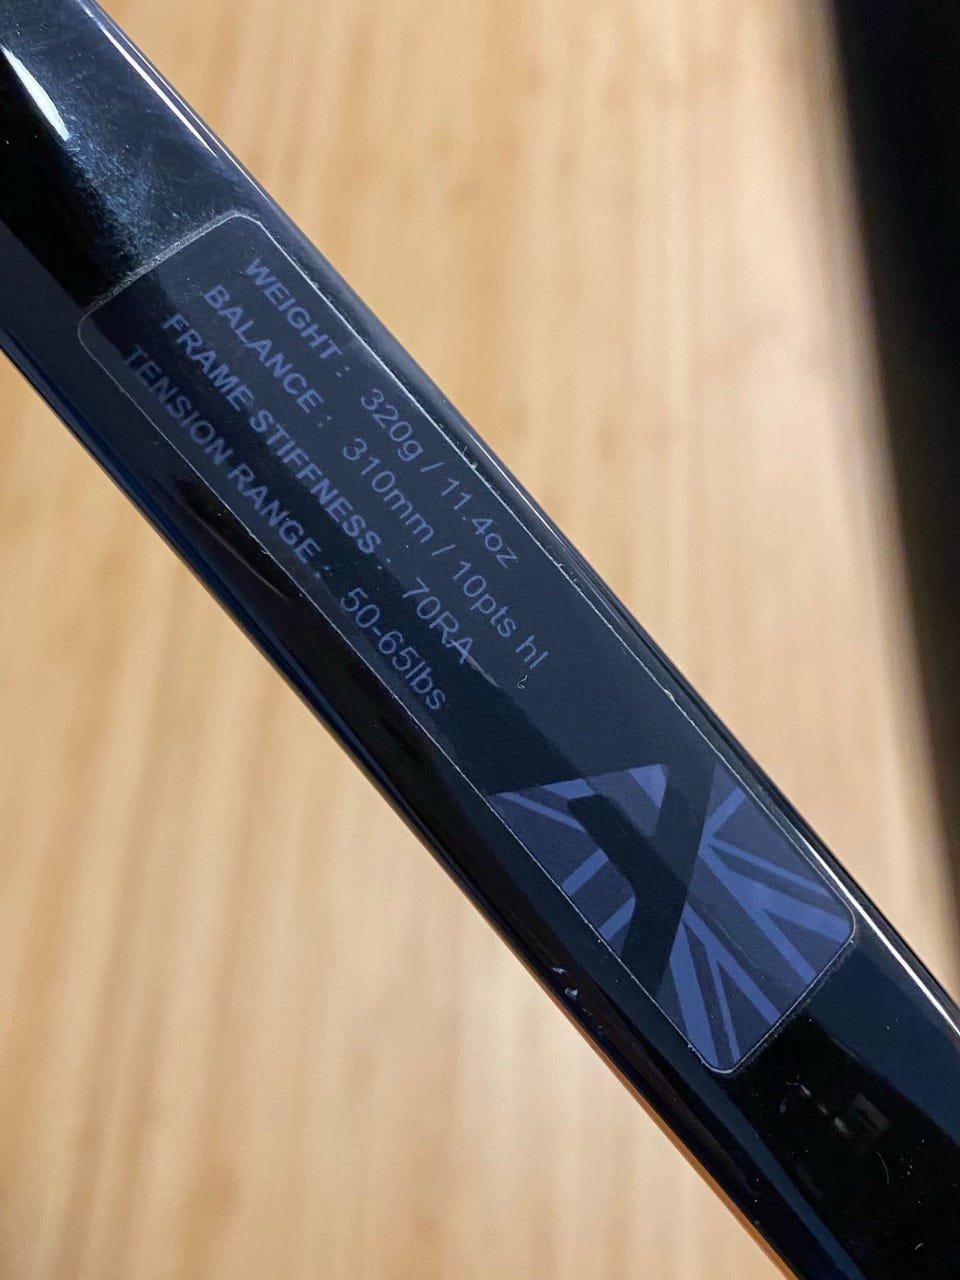 WEIGHT : 320g / 11.4oz
BALANCE : 310mm / 10pts hl
FRAME STIFFNESS : 70RA
TENSION RANGE : 50-65lbs